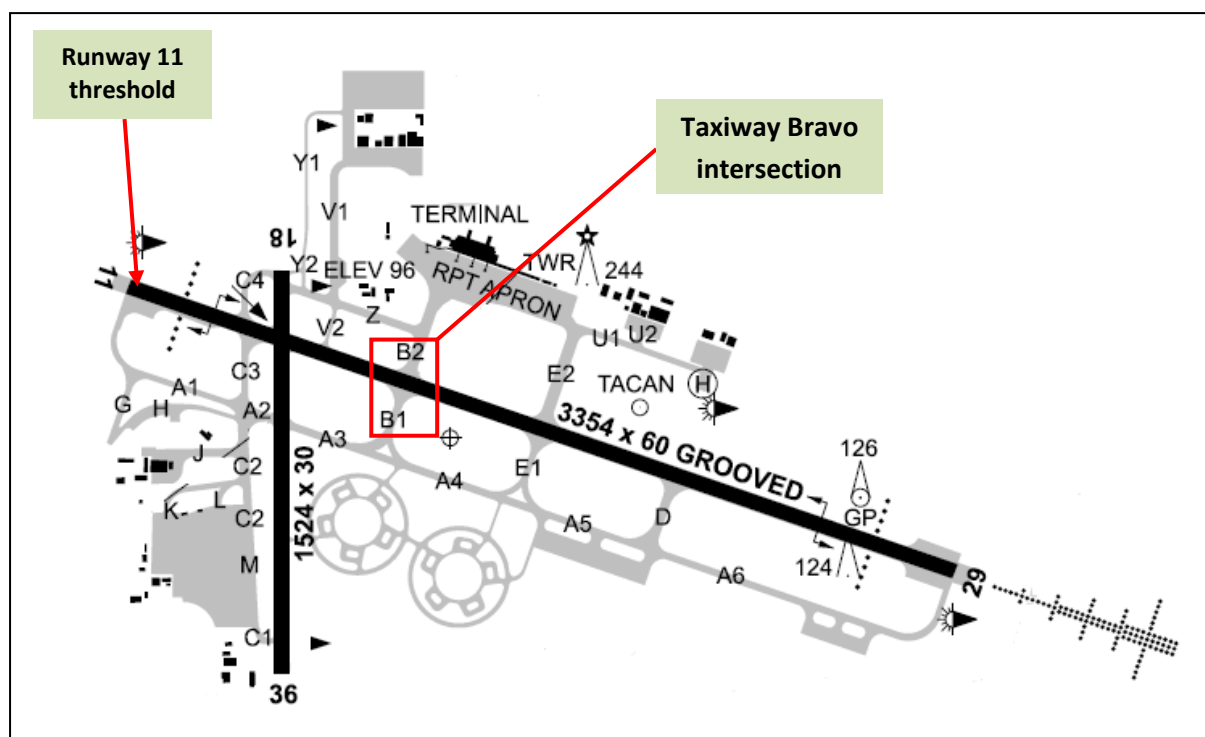 Runway 11
threshold
Taxiway Bravo
intersection
Y1
V1
TERMINAL
18
TWR
244
11
C4
Y2
ELEV 96
RPT APRON
V2
Z
U1
U2
B2
C3
E2
TACAN
H
A1
G
H
A2
B1
3354 x 60 GROOVED
A3
J
126
C2
E1
A4
1524 x 30
K
L
GP
C2
A5
D
M
124
A6
29
C1
36